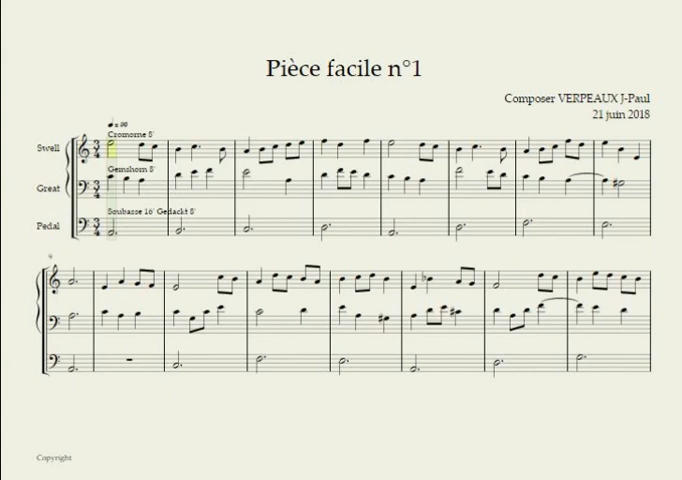 Pièce facile n°1
Composer VERPEAUX J-Paul
21 juin 2018
Cromorne 8'
Swell
Gemshorn 8'
Great
Soubasse 16' Gedackt 8'
Pedal
Copyright